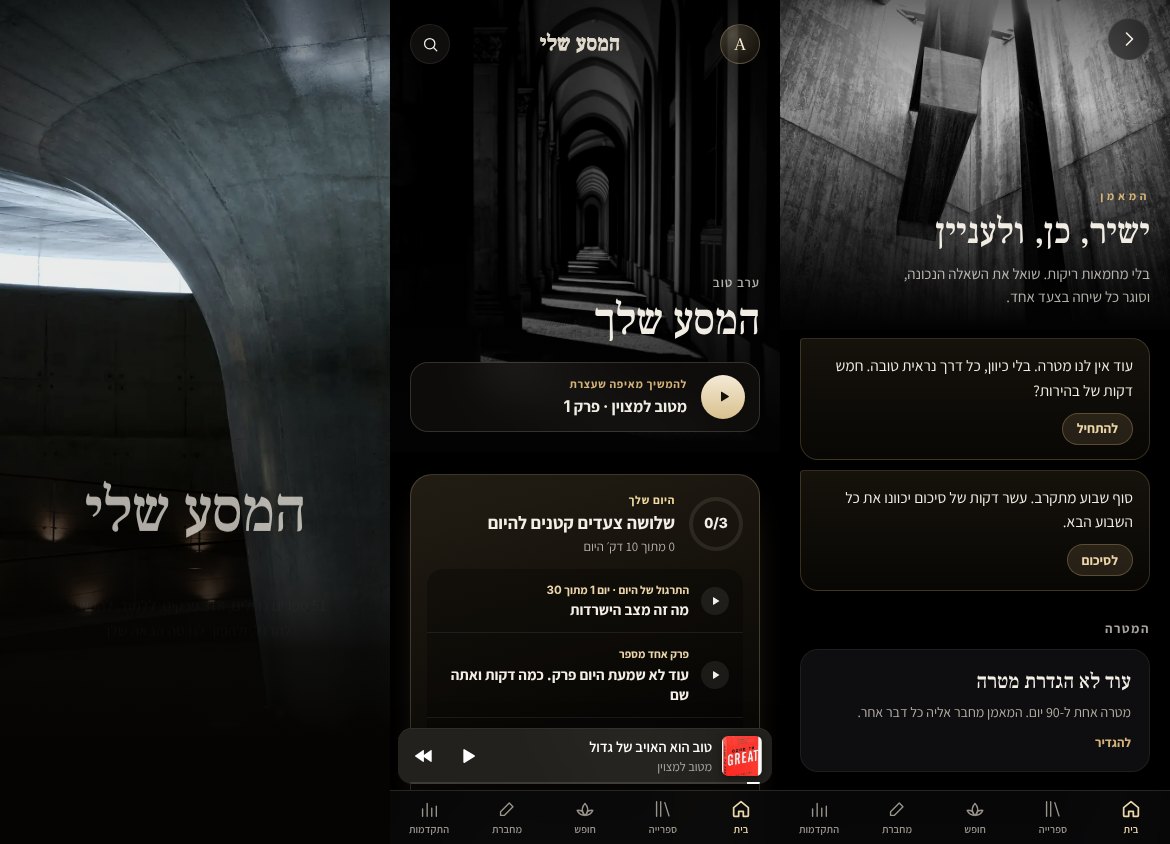 המסע שלי
המסע שלי
A
ערב טוב
המסע שלך
להמשיך מאיפה שעצרת
מטוב למצוין · פרק 1
היום שלך
שלושה צעדים קטנים להיום
0 מתוך 10 דק׳ היום
0/3
התרגול של היום · יום 1 מתוך 30
מה זה מצב הישרדות
פרק אחד מספר
עוד לא שמעת היום פרק. כמה דקות ואתה
שם
טוב הוא האויב של גדול
מטוב למצוין
GREAT
בית
ספרייה
חופש
מחברת
התקדמות
המאמן
ישיר, כן, ולעניין
בלי מחמאות ריקות. שואל את השאלה הנכונה,
וסוגר כל שיחה בצעד אחד.
עוד אין לנו מטרה. בלי כיוון, כל דרך נראית טובה. חמש
דקות של בהירות?
להתחיל
סוף שבוע מתקרב. עשר דקות של סיכום יכוונו את כל
השבוע הבא.
לסיכום
המטרה
עוד לא הגדרת מטרה
מטרה אחת ל-90 יום. המאמן מחבר אליה כל דבר אחר.
להגדיר
בית
ספרייה
חופש
מחברת
התקדמות